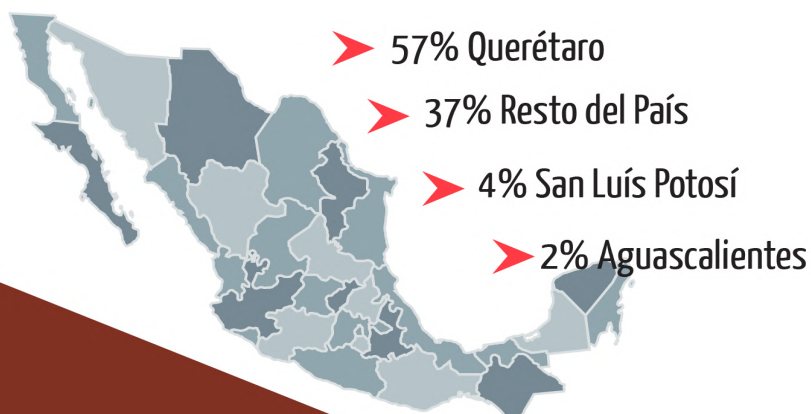 57% Querétaro
37% Resto del País
4% San Luís Potosí
2% Aguascalientes